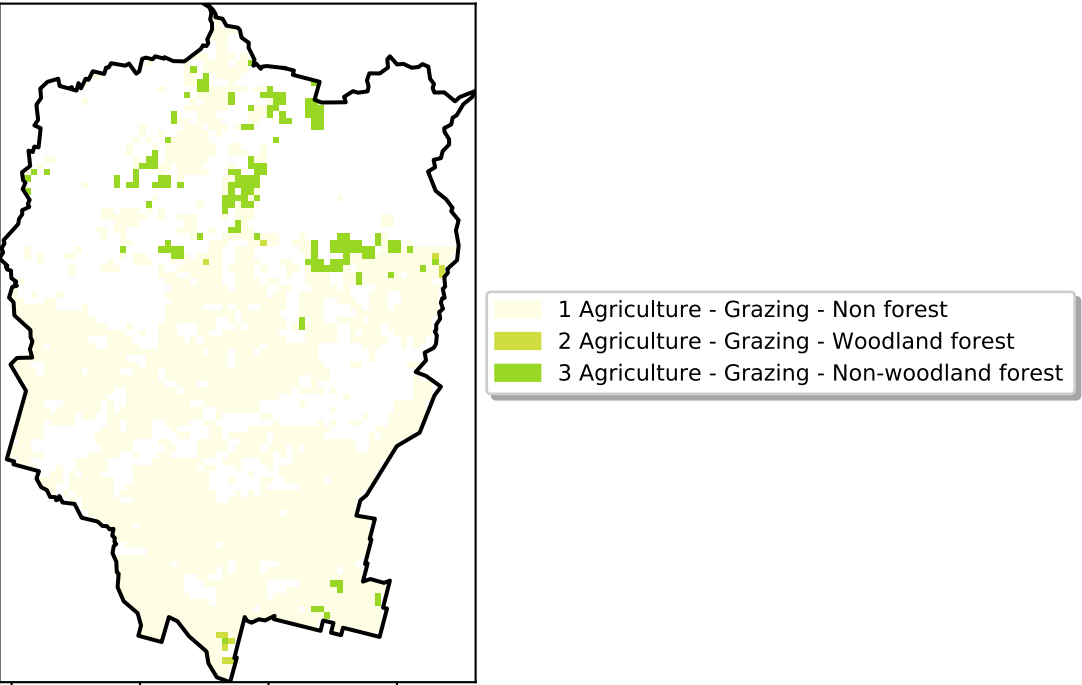 1 Agriculture - Grazing - Non forest
2 Agriculture - Grazing - Woodland forest
3 Agriculture - Grazing - Non-woodland forest